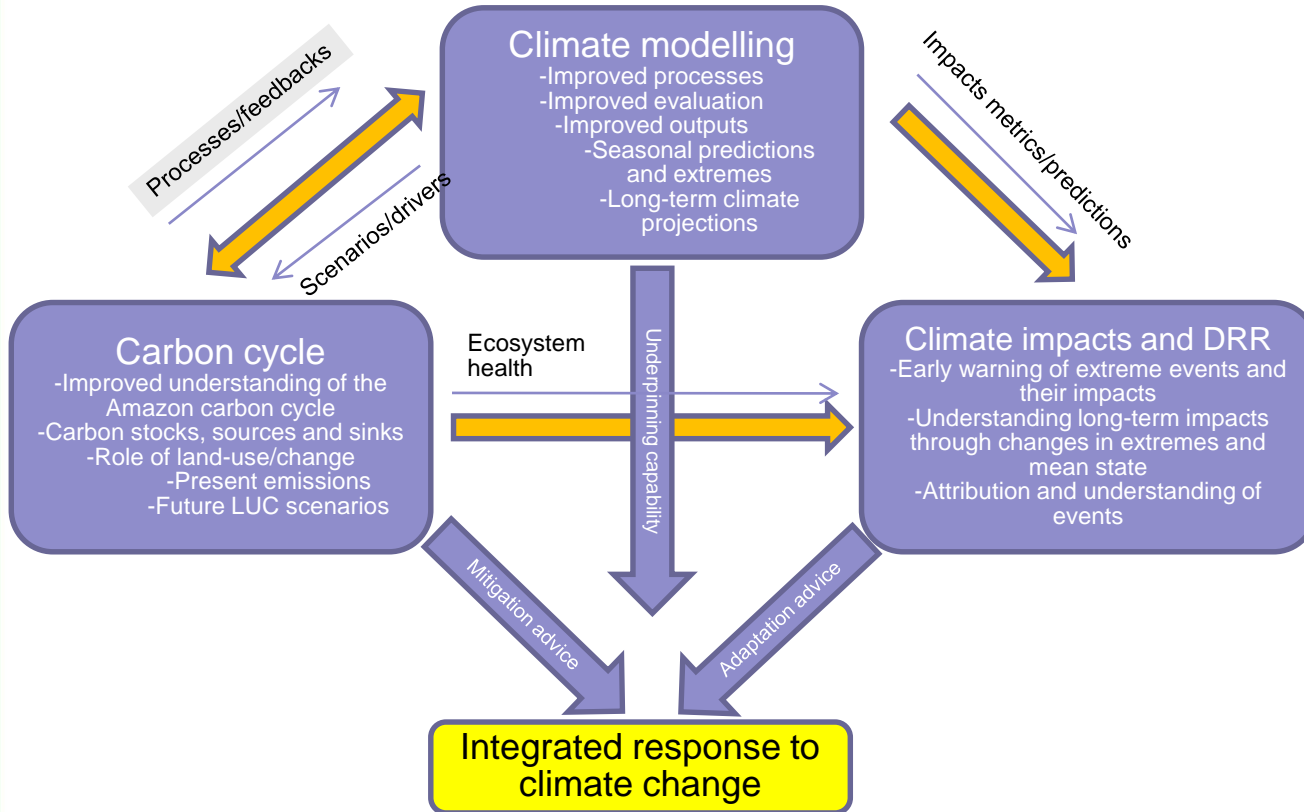 Climate modelling
-Improved processes
-Improved evaluation
-Improved outputs
-Seasonal predictions
and extremes
-Long-term climate
projections
Processes/feedbacks
Scenarios/drivers
Impacts metrics/predictions
Carbon cycle
-Improved understanding of the
Amazon carbon cycle
-Carbon stocks, sources and sinks
-Role of land-use/change
-Present emissions
-Future LUC scenarios
Ecosystem
health
Underpinning capability
Climate impacts and DRR
-Early warning of extreme events and
their impacts
-Understanding long-term impacts
through changes in extremes and
mean state
-Attribution and understanding of
events
Mitigation advice
Adaptation advice
Integrated response to
climate change